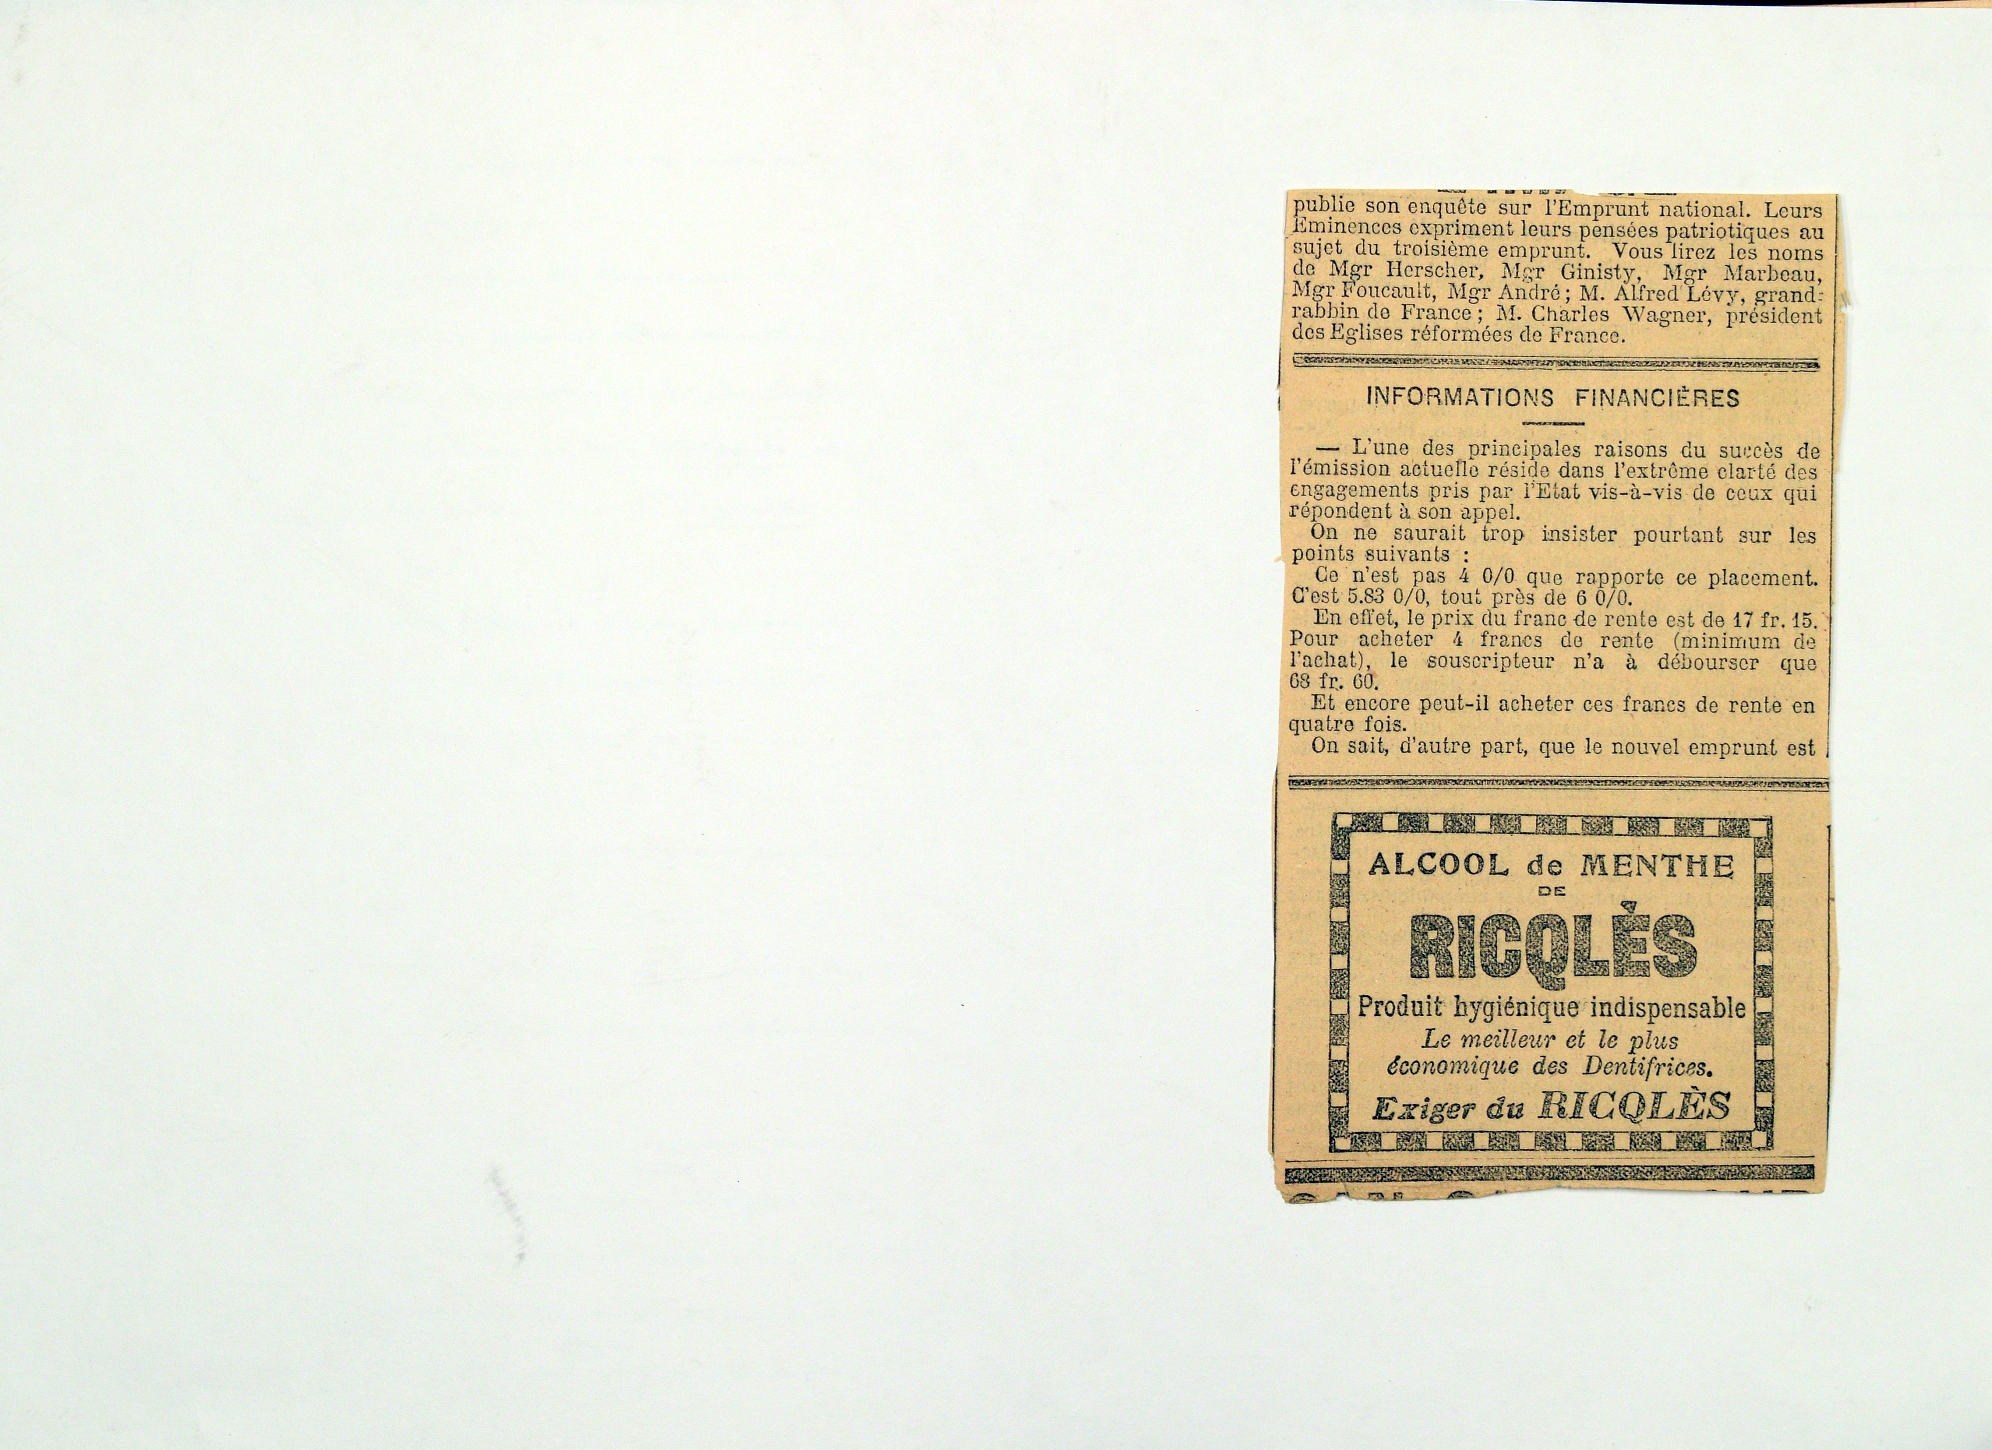 publie son enquête sur l'Emprunt national. Leurs
Eminences expriment leurs pensées patriotiques au
sujet du troisième emprunt. Vous lirez les noms
de Mgr Herscher, Mgr Ginisty, Mgr Marbeau,
Mgr Foucault, Mgr André; M. Alfred Lévy, grand-
rabbin de France; M. Charles Wagner, président
des Eglises réformées de France.
INFORMATIONS FINANCIÈRES
— L'une des principales raisons du succès de
l'émission actuelle réside dans l'extrême clarté des
engagements pris par l'Etat vis-à-vis de ceux qui
répondent à son appel.
On ne saurait trop insister pourtant sur les
points suivants :
Ce n'est pas 4 0/0 que rapporte ce placement.
C'est 5.83 0/0, tout près de 6 0/0.
En effet, le prix du franc de rente est de 17 fr. 15.
Pour acheter 4 francs de rente (minimum de
l'achat), le souscripteur n'a à débourser que
68 fr. 60.
Et encore peut-il acheter ces francs de rente en
quatre fois.
On sait, d'autre part, que le nouvel emprunt est
ALCOOL de MENTHE
DE
RICQLÈS
Produit hygiénique indispensable
Le meilleur et le plus
économique des Dentifrices.
Exiger du RICQLÈS